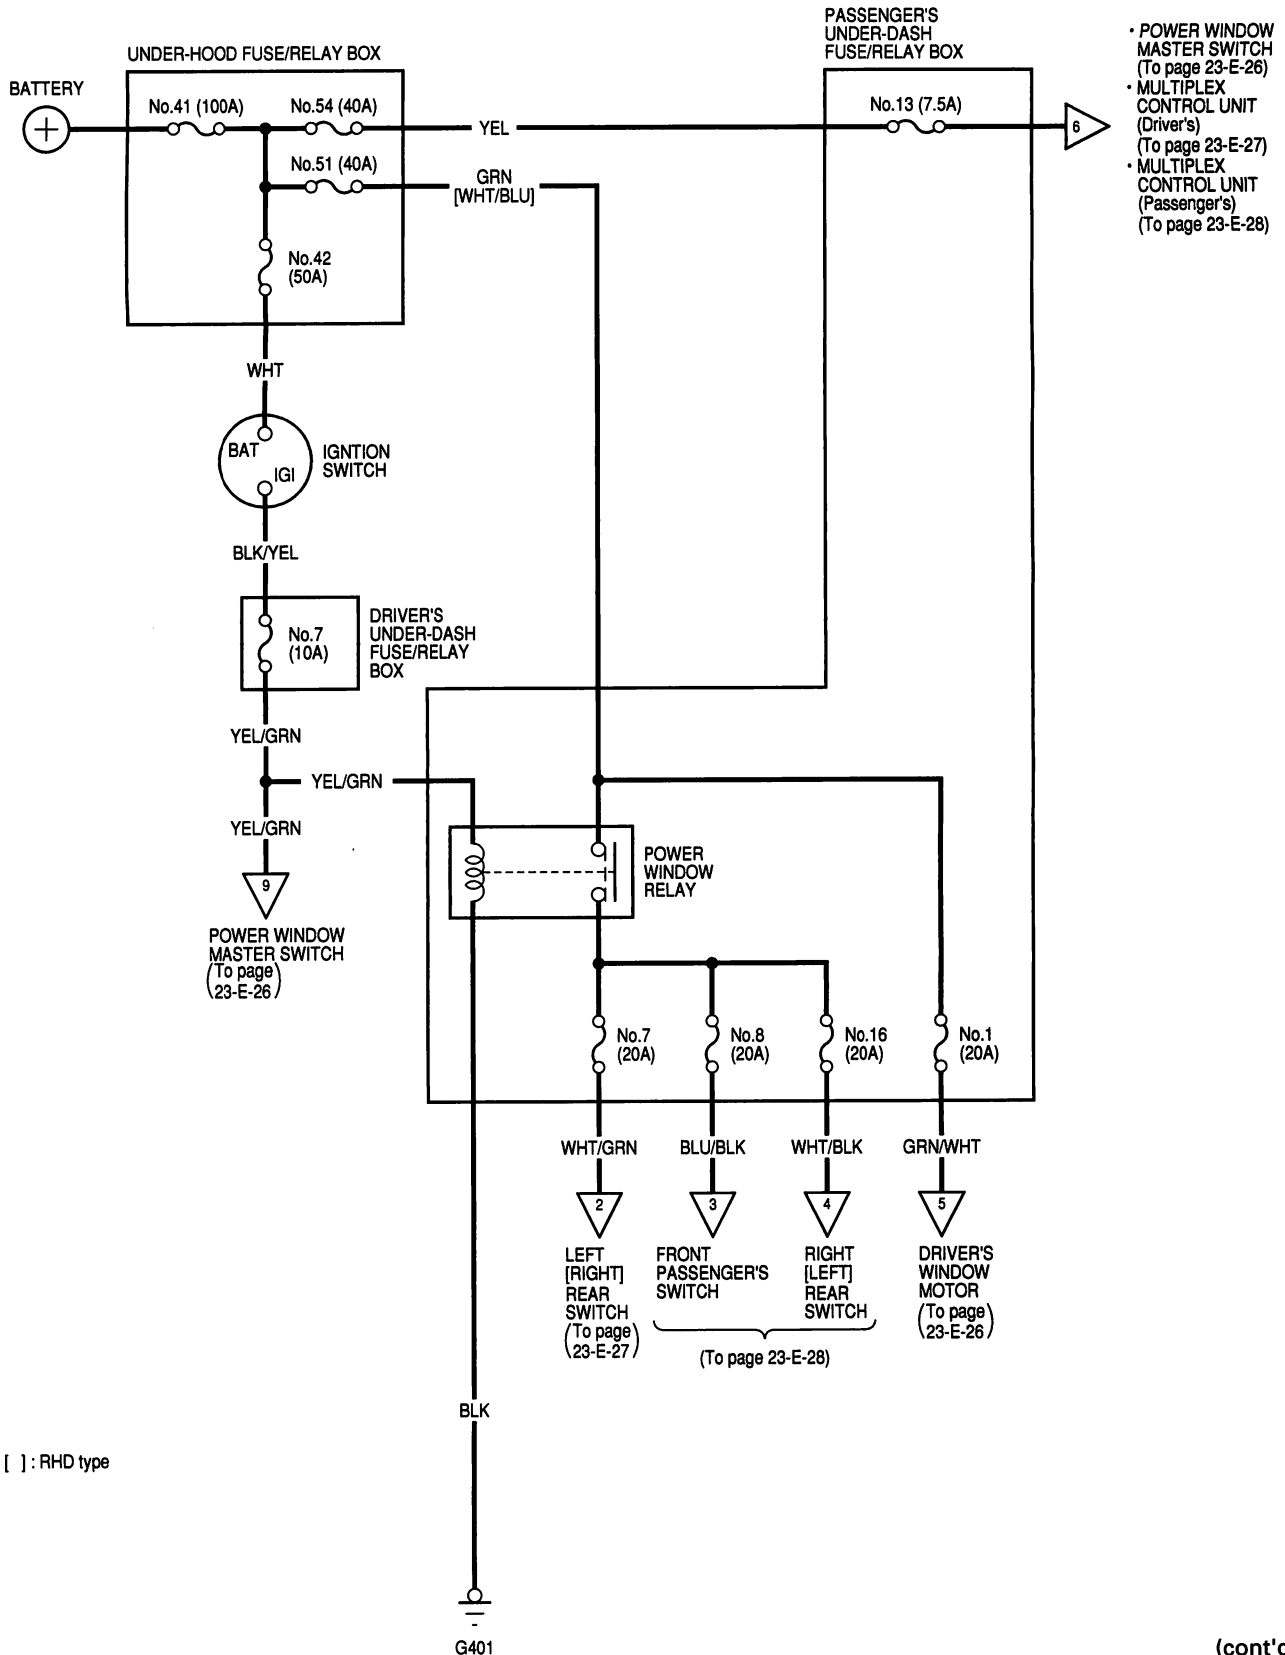 PASSENGER'S
UNDER-DASH
FUSE/RELAY BOX
UNDER-HOOD FUSE/RELAY BOX
BATTERY
+
No.41 (100A)
No.54 (40A)
YEL
No.13 (7.5A)
6
• POWER WINDOW
MASTER SWITCH
(To page 23-E-26)
• MULTIPLEX
CONTROL UNIT
(Driver's)
(To page 23-E-27)
• MULTIPLEX
CONTROL UNIT
(Passenger's)
(To page 23-E-28)
No.51 (40A)
GRN
[WHT/BLU]
No.42
(50A)
WHT
BAT
IGI
IGNTION
SWITCH
BLK/YEL
No.7
(10A)
DRIVER'S
UNDER-DASH
FUSE/RELAY
BOX
YEL/GRN
YEL/GRN
YEL/GRN
9
POWER WINDOW
MASTER SWITCH
(To page
23-E-26)
POWER
WINDOW
RELAY
No.7
(20A)
No.8
(20A)
No.16
(20A)
No.1
(20A)
WHT/GRN
BLU/BLK
WHT/BLK
GRN/WHT
2
3
4
5
LEFT
[RIGHT]
REAR
SWITCH
(To page
23-E-27)
FRONT
PASSENGER'S
SWITCH
RIGHT
[LEFT]
REAR
SWITCH
(To page 23-E-28)
DRIVER'S
WINDOW
MOTOR
(To page
23-E-26)
BLK
[ ] : RHD type
G401
(cont'd